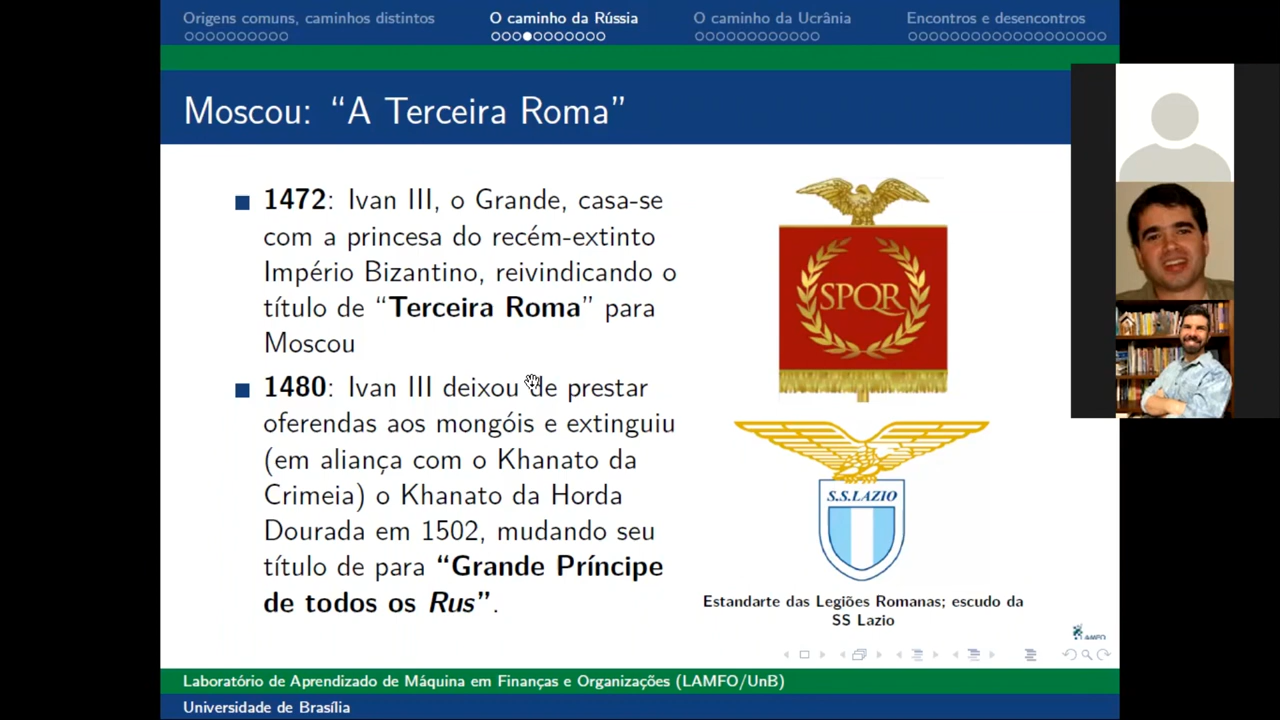 Origens comuns, caminhos distintos
O caminho da Rússia
O caminho da Ucrânia
Encontros e desencontros
Moscou: “A Terceira Roma”
1472: Ivan III, o Grande, casa-se
com a princesa do recém-extinto
Império Bizantino, reivindicando o
título de “Terceira Roma” para
Moscou
1480: Ivan III deixou de prestar
oferendas aos mongóis e extinguiu
(em aliança com o Khanato da
Crimeia) o Khanato da Horda
Dourada em 1502, mudando seu
título de para “Grande Príncipe
de todos os Rus”.
SPQR
S.S.LAZIO
Estandarte das Legiões Romanas; escudo da
SS Lazio
LAMFO
Laboratório de Aprendizado de Máquina em Finanças e Organizações (LAMFO/UnB)
Universidade de Brasília